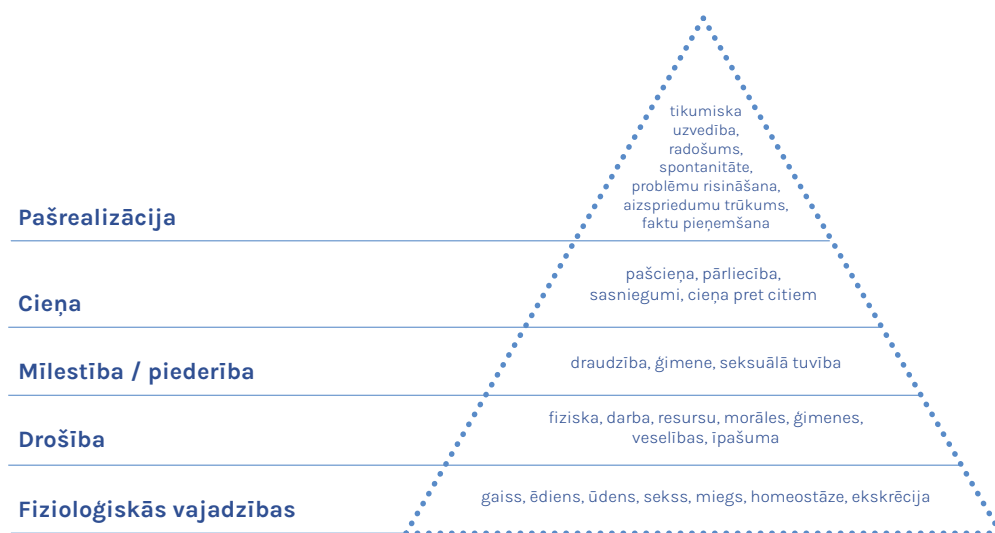 tikumiska
uzvedība,
radošums,
spontanitāte,
problēmu risināšana,
aizspriedumu trūkums,
faktu pieņemšana
Pašrealizācija
pašcieņa, pārliecība,
sasniegumi, cieņa pret citiem
Cieņa
draudzība, ģimene, seksuālā tuvība
Mīlestība / piederība
fiziska, darba, resursu, morāles, ģimenes,
veselības, īpašuma
Drošība
gaiss, ēdiens, ūdens, sekss, miegs, homeostāze, ekskrēcija
Fizioloģiskās vajadzības